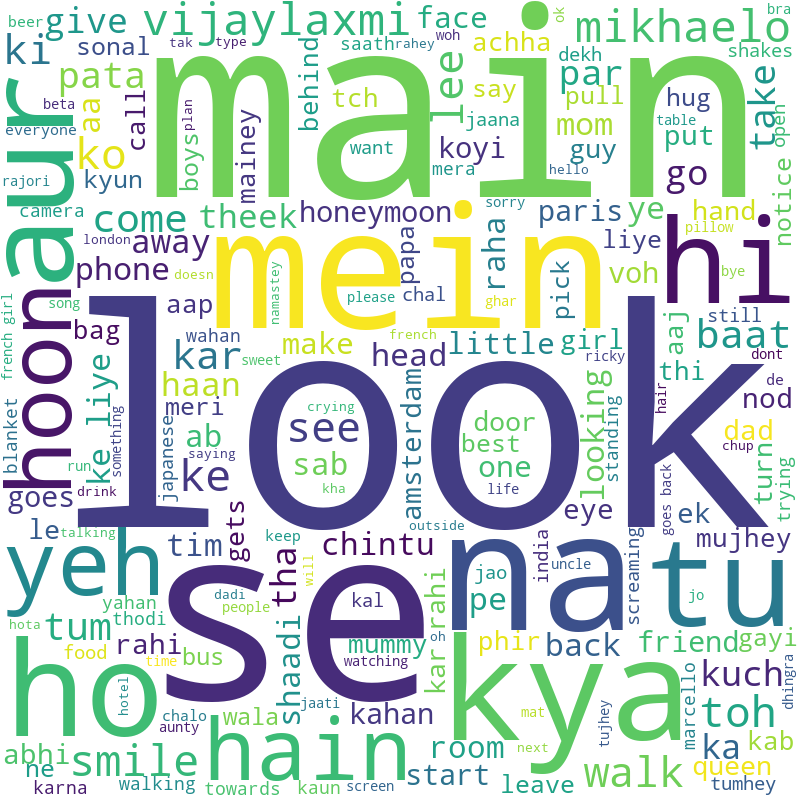 ok
bra
beer
tak
type
woh
give
vijaylaxmi
face
mikhaelo
ki
sonal
saath
rahey
achha
dekh
shakes
main
pata
aa
call
behind
tch
lee
say
par
pull
hug
take
open
beta
plan
everyone
aur
ko
kyun
boys
mainey
want
jaana
koyi
mom
guy
put
table
rajori
mera
hello
go
notice
camera
come
theek
honeymoon
sorry
paris
ye
hand
london
away
papa
raha
liye
pillow
phone
mein
hi
doesn
namastey
please
chal
pick
voh
bye
song
hoon
aap
ghar
french girl
bag
wahan
make
french
little
girl
aaj
baat
still
kar
head
ricky
thi
dont
sweet
haan
look
blanket
ke liye
meri
crying
amsterdam
door
looking
standing
hair
de
nod
something
japanese
ab
see
best
dad
chup
run
saying
sab
one
turn
trying
goes
drink
ke
kha
life
eye
goes back
le
talking
gets
keep
outside
ek
mujhey
tim
chintu
india
screaming
yeh
se
natu
tha
will
dadi
kal
jao
uncle
jo
yahan
people
pe
hota
tum
thodi
oh
rahi
mummy
karr
rahi
phir
back
friend
gayi
food
time
bus
shaadi
watching
ho
kya
kuch
dhingra
hotel
hain
jaati
kahan
mat
tujhey
marcello
toh
chalo
wala
aunty
abhi
smile
room
next
ka
kab
ne
walk
queen
karna
walking
towards
kaun
screen
start
leave
tumhey